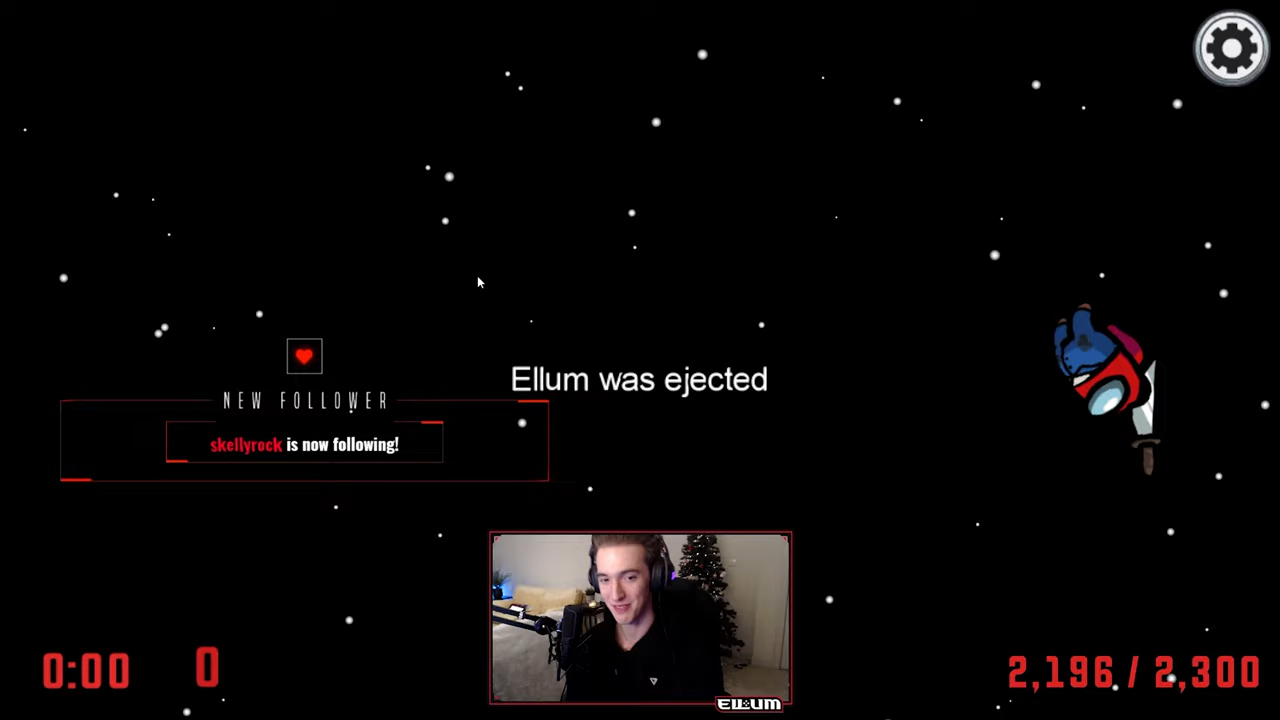 Ellum was ejected
NEW FOLLOWER
skellyrock is now following!
0:00
0
ELLUM
2,196 / 2,300